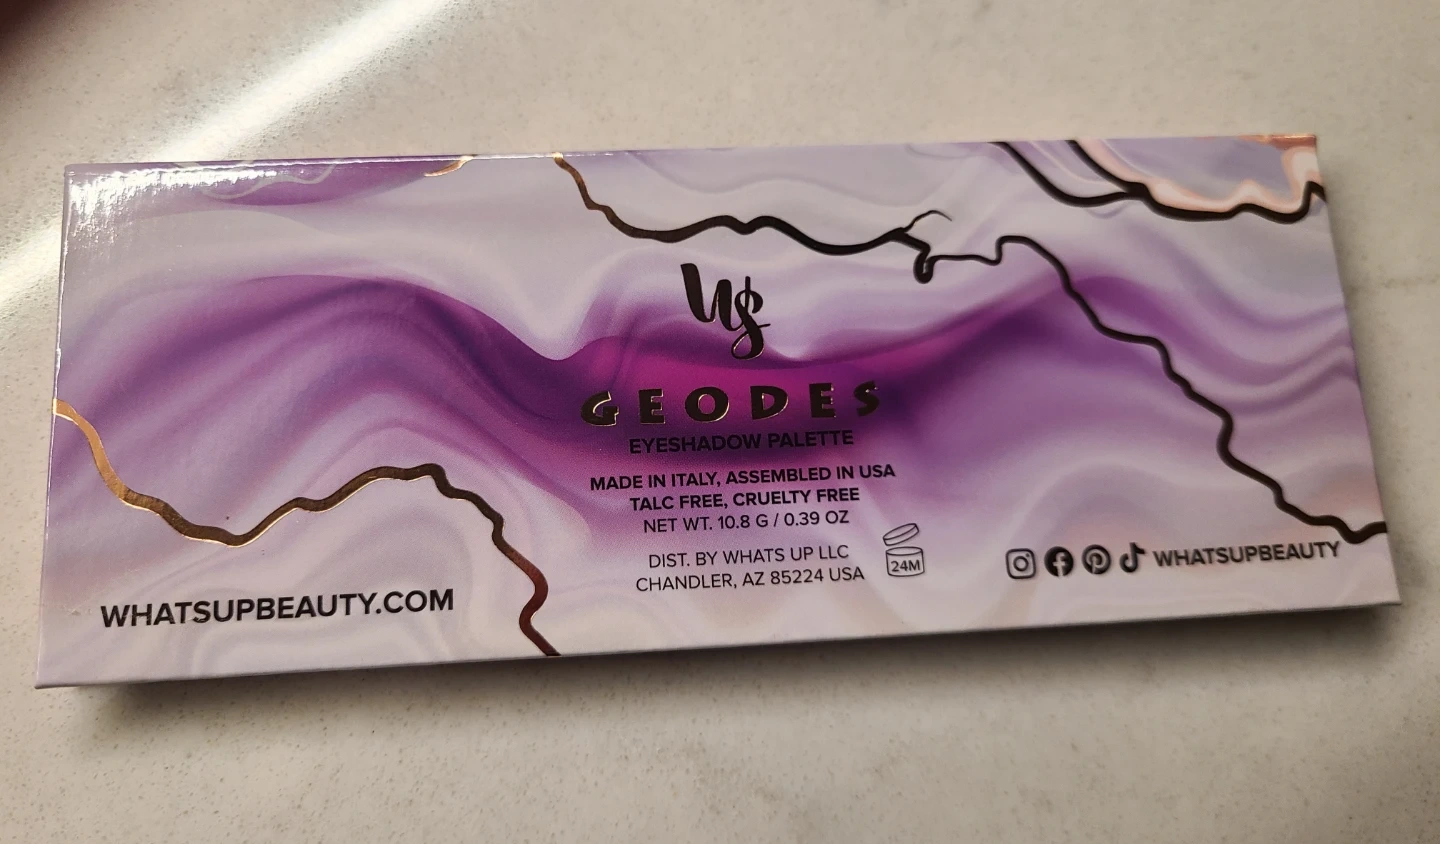 GEODES
EYESHADOW PALETTE
MADE IN ITALY, ASSEMBLED IN USA
TALC FREE, CRUELTY FREE
NET WT. 10.8 G / 0.39 OZ
DIST. BY WHATS UP LLC
CHANDLER, AZ 85224 USA
24M
WHATSUPBEAUTY.COM
WHATSUPBEAUTY